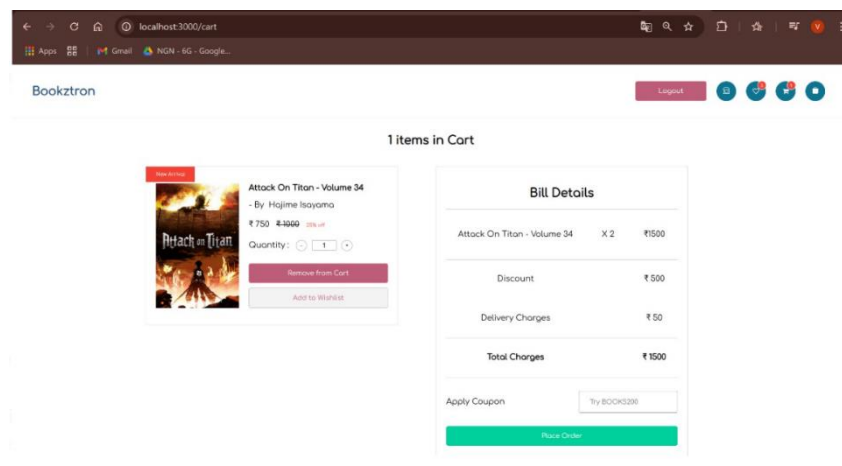 localhost:3000/cart
V
Apps
Gmail
NGN - 6G - Google...
Bookztron
Logout
1 items in Cart
New Arrival
Attack on Titan
Attack On Titan - Volume 34
- By Hajime Isayama
₹ 750 ₹ 1000 25% off
Quantity : - 1 +
Remove from Cart
Add to Wishlist
Bill Details
Attack On Titan - Volume 34 X 2 ₹1500
Discount ₹ 500
Delivery Charges ₹ 50
Total Charges ₹ 1500
Apply Coupon Try BOOKS200
Place Order